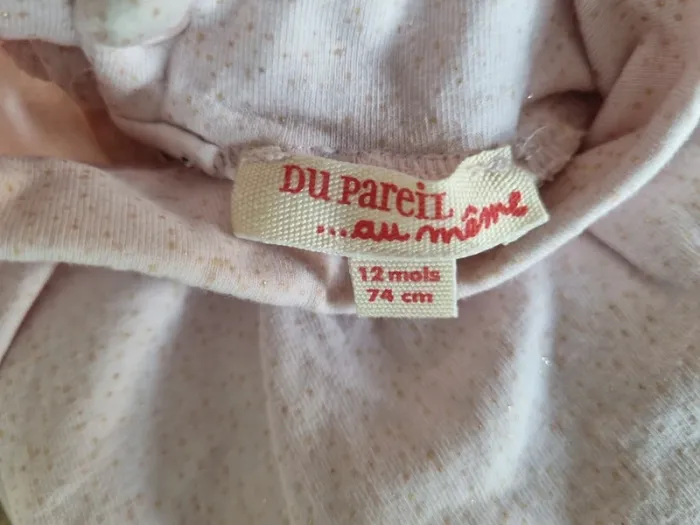 DU PAREIL
...au même
12 mois
74 cm